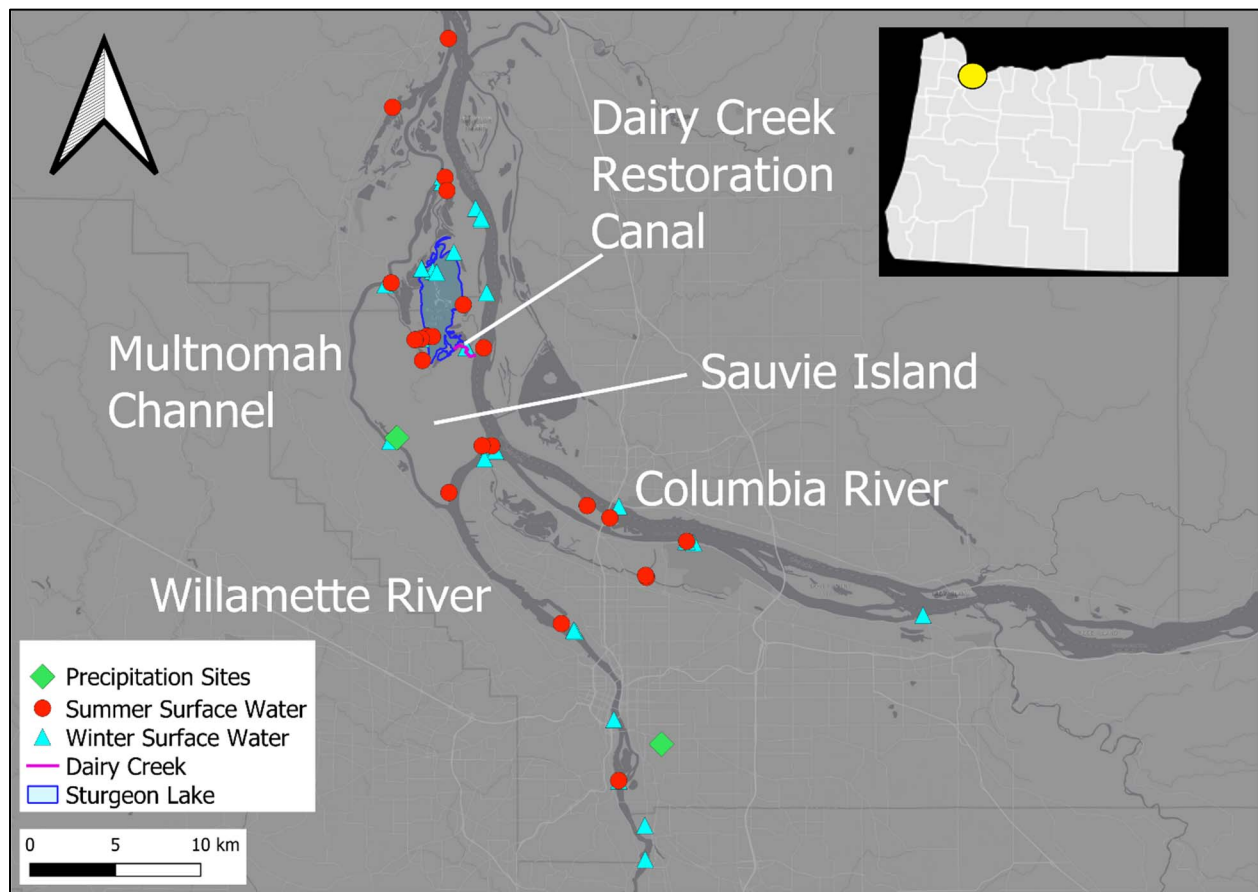 Dairy Creek
Restoration
Canal
Multnomah
Channel
Sauvie Island
Columbia River
Willamette River
Precipitation Sites
Summer Surface Water
Winter Surface Water
Dairy Creek
Sturgeon Lake
0 5 10 km